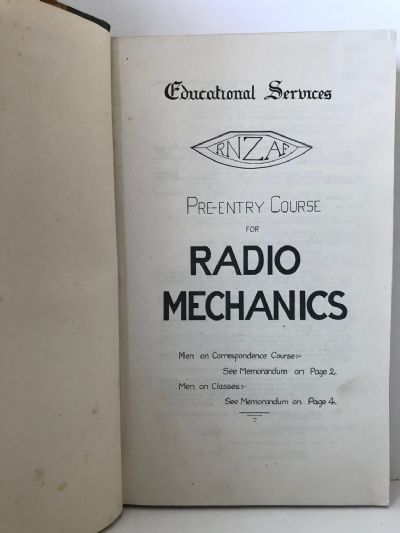 Educational Services
RNZAF
PRE-ENTRY COURSE
FOR
RADIO
MECHANICS
Men on Correspondence Course:-
See Memorandum on Page 2.
Men on Classes:-
See Memorandum on Page 4.